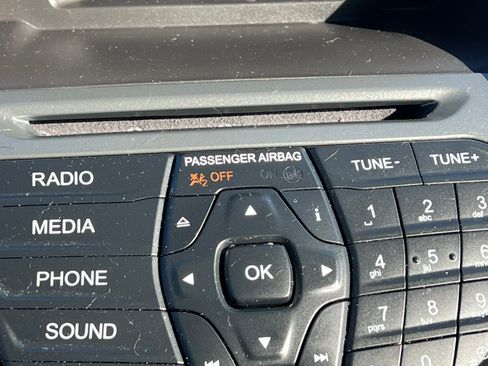 PASSENGER AIRBAG
2 OFF ON
RADIO
TUNE- TUNE+
MEDIA
i
1 2 abc 3
PHONE
OK
4 ghi 5 jkl 6
SOUND
7 pqrs 8 tuv 9
0